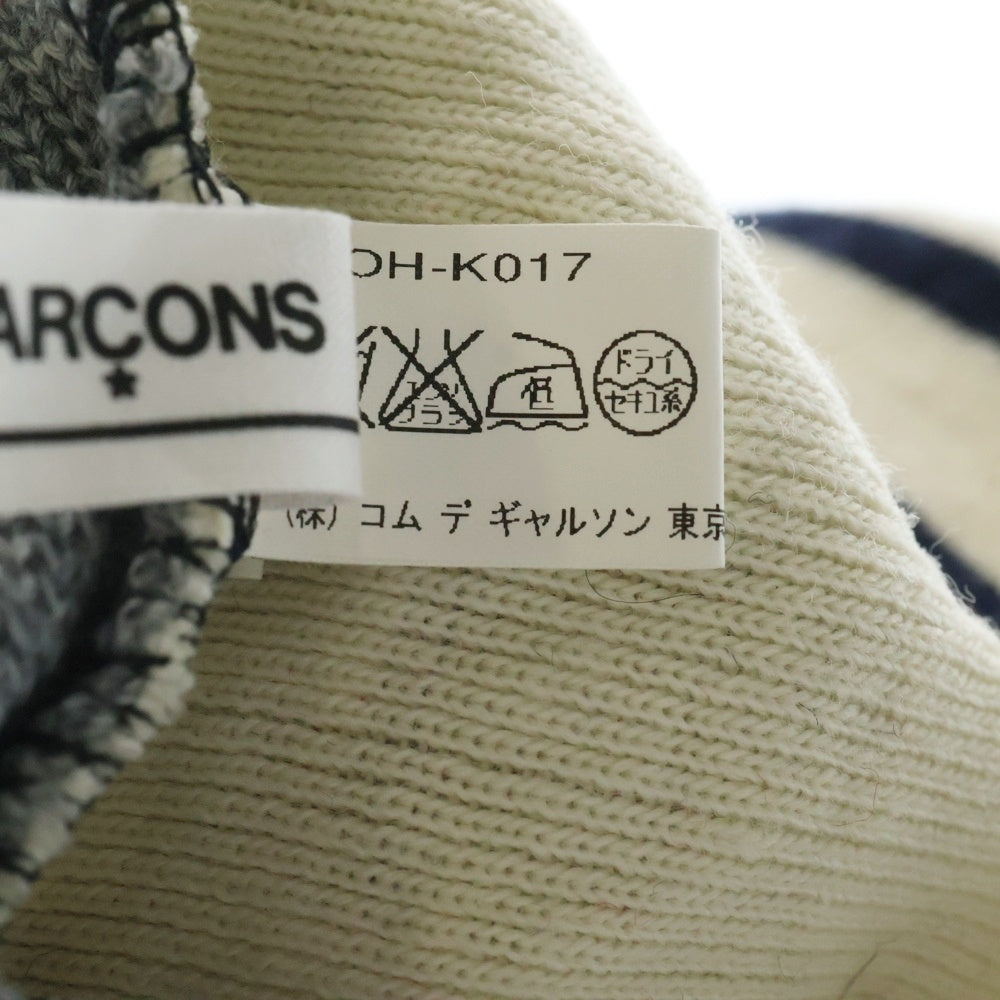 ARÇONS
OH-K017
エンソ
サラシ
低
ドライ
セキユ系
(株) コム デ ギャルソン 東京